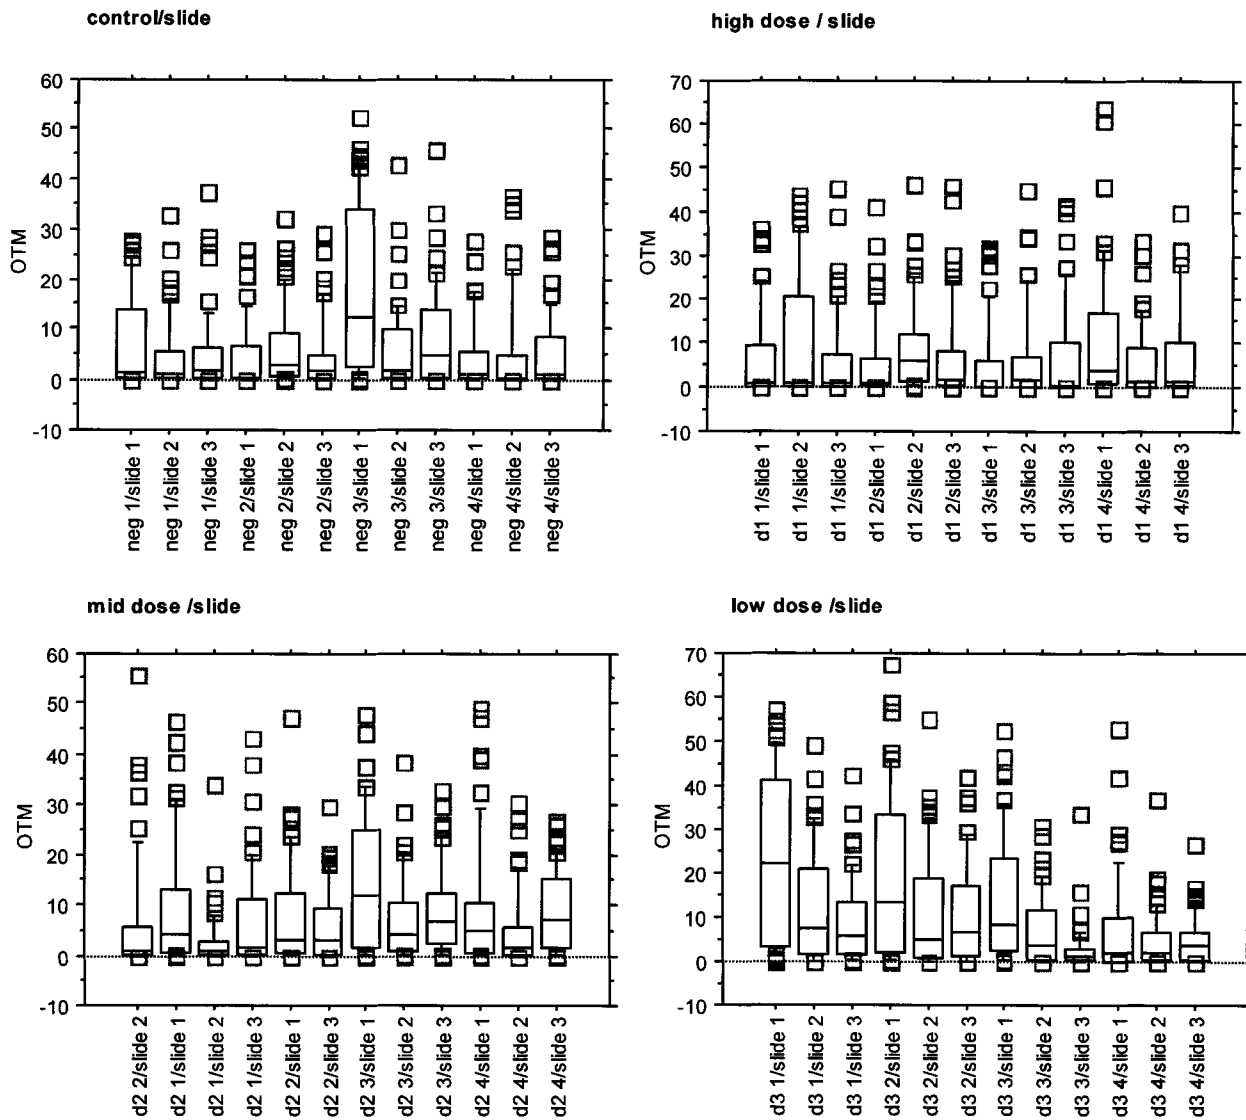 control/slide
60
50
40
30
20
10
0
-10
OTM
neg 1/slide 1
neg 1/slide 2
neg 1/slide 3
neg 2/slide 1
neg 2/slide 2
neg 2/slide 3
neg 3/slide 1
neg 3/slide 2
neg 3/slide 3
neg 4/slide 1
neg 4/slide 2
neg 4/slide 3
high dose / slide
70
60
50
40
30
20
10
0
-10
OTM
d1 1/slide 1
d1 1/slide 2
d1 1/slide 3
d1 2/slide 1
d1 2/slide 2
d1 2/slide 3
d1 3/slide 1
d1 3/slide 2
d1 3/slide 3
d1 4/slide 1
d1 4/slide 2
d1 4/slide 3
mid dose /slide
60
50
40
30
20
10
0
-10
OTM
d2 2/slide 2
d2 1/slide 1
d2 1/slide 2
d2 1/slide 3
d2 2/slide 1
d2 2/slide 3
d2 3/slide 1
d2 3/slide 2
d2 3/slide 3
d2 4/slide 1
d2 4/slide 2
d2 4/slide 3
low dose /slide
70
60
50
40
30
20
10
0
-10
OTM
d3 1/slide 1
d3 1/slide 2
d3 1/slide 3
d3 2/slide 1
d3 2/slide 2
d3 2/slide 3
d3 3/slide 1
d3 3/slide 2
d3 3/slide 3
d3 4/slide 1
d3 4/slide 2
d3 4/slide 3